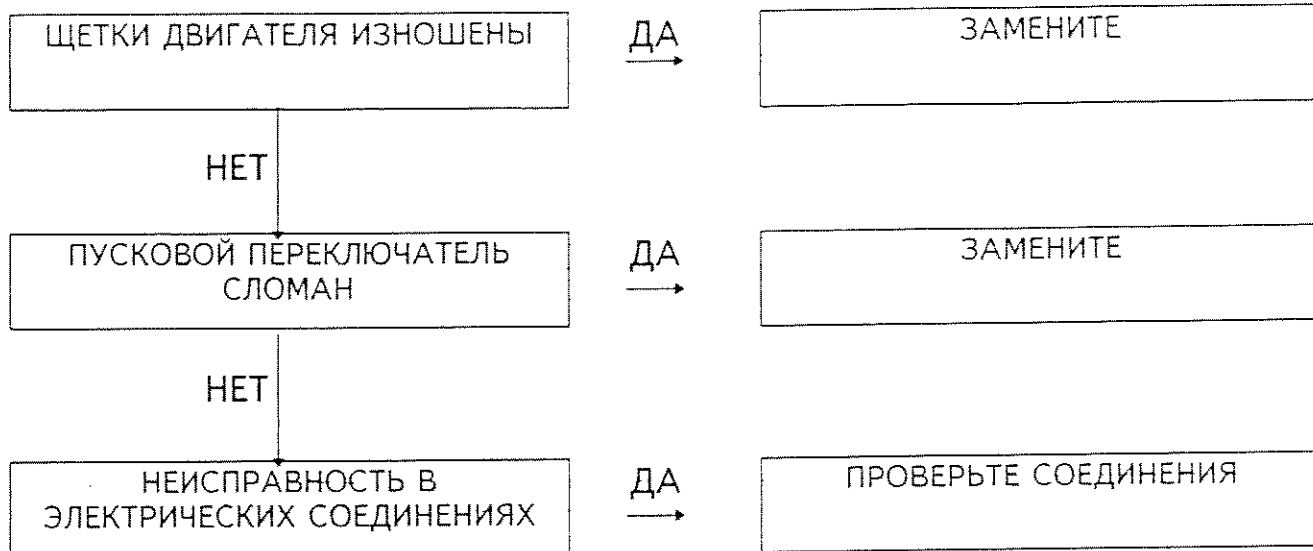 ЩЕТКИ ДВИГАТЕЛЯ ИЗНОШЕНЫ
ДА
ЗАМЕНИТЕ
НЕТ
ПУСКОВОЙ ПЕРЕКЛЮЧАТЕЛЬ
СЛОМАН
ДА
ЗАМЕНИТЕ
НЕТ
НЕИСПРАВНОСТЬ В
ЭЛЕКТРИЧЕСКИХ СОЕДИНЕНИЯХ
ДА
ПРОВЕРЬТЕ СОЕДИНЕНИЯ